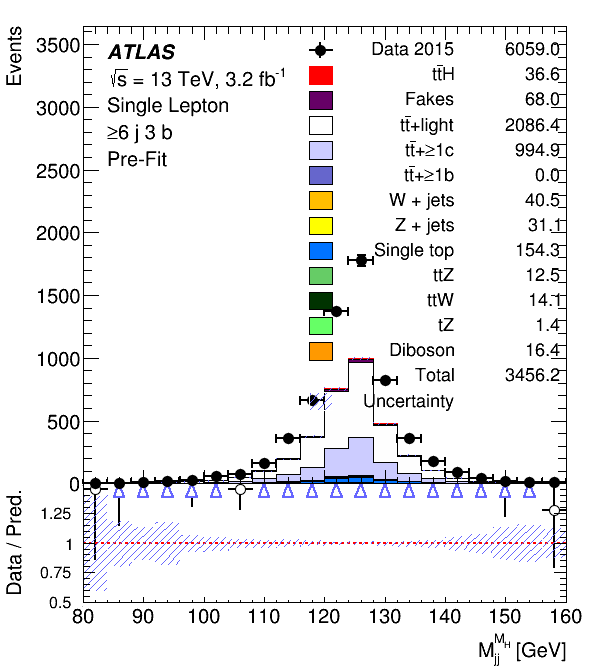 Events
3500
3000
2500
2000
1500
1000
500
0
ATLAS
√s = 13 TeV, 3.2 fb⁻¹
Single Lepton
≥6 j 3 b
Pre-Fit
Data 2015 6059.0
tt̄H 36.6
Fakes 68.0
tt̄+light 2086.4
tt̄+≥1c 994.9
tt̄+≥1b 0.0
W + jets 40.5
Z + jets 31.1
Single top 154.3
ttZ 12.5
ttW 14.1
tZ 1.4
Diboson 16.4
Total 3456.2
Uncertainty
Data / Pred.
1.25
1
0.75
0.5
80 90 100 110 120 130 140 150 160
M_jj^M_H [GeV]